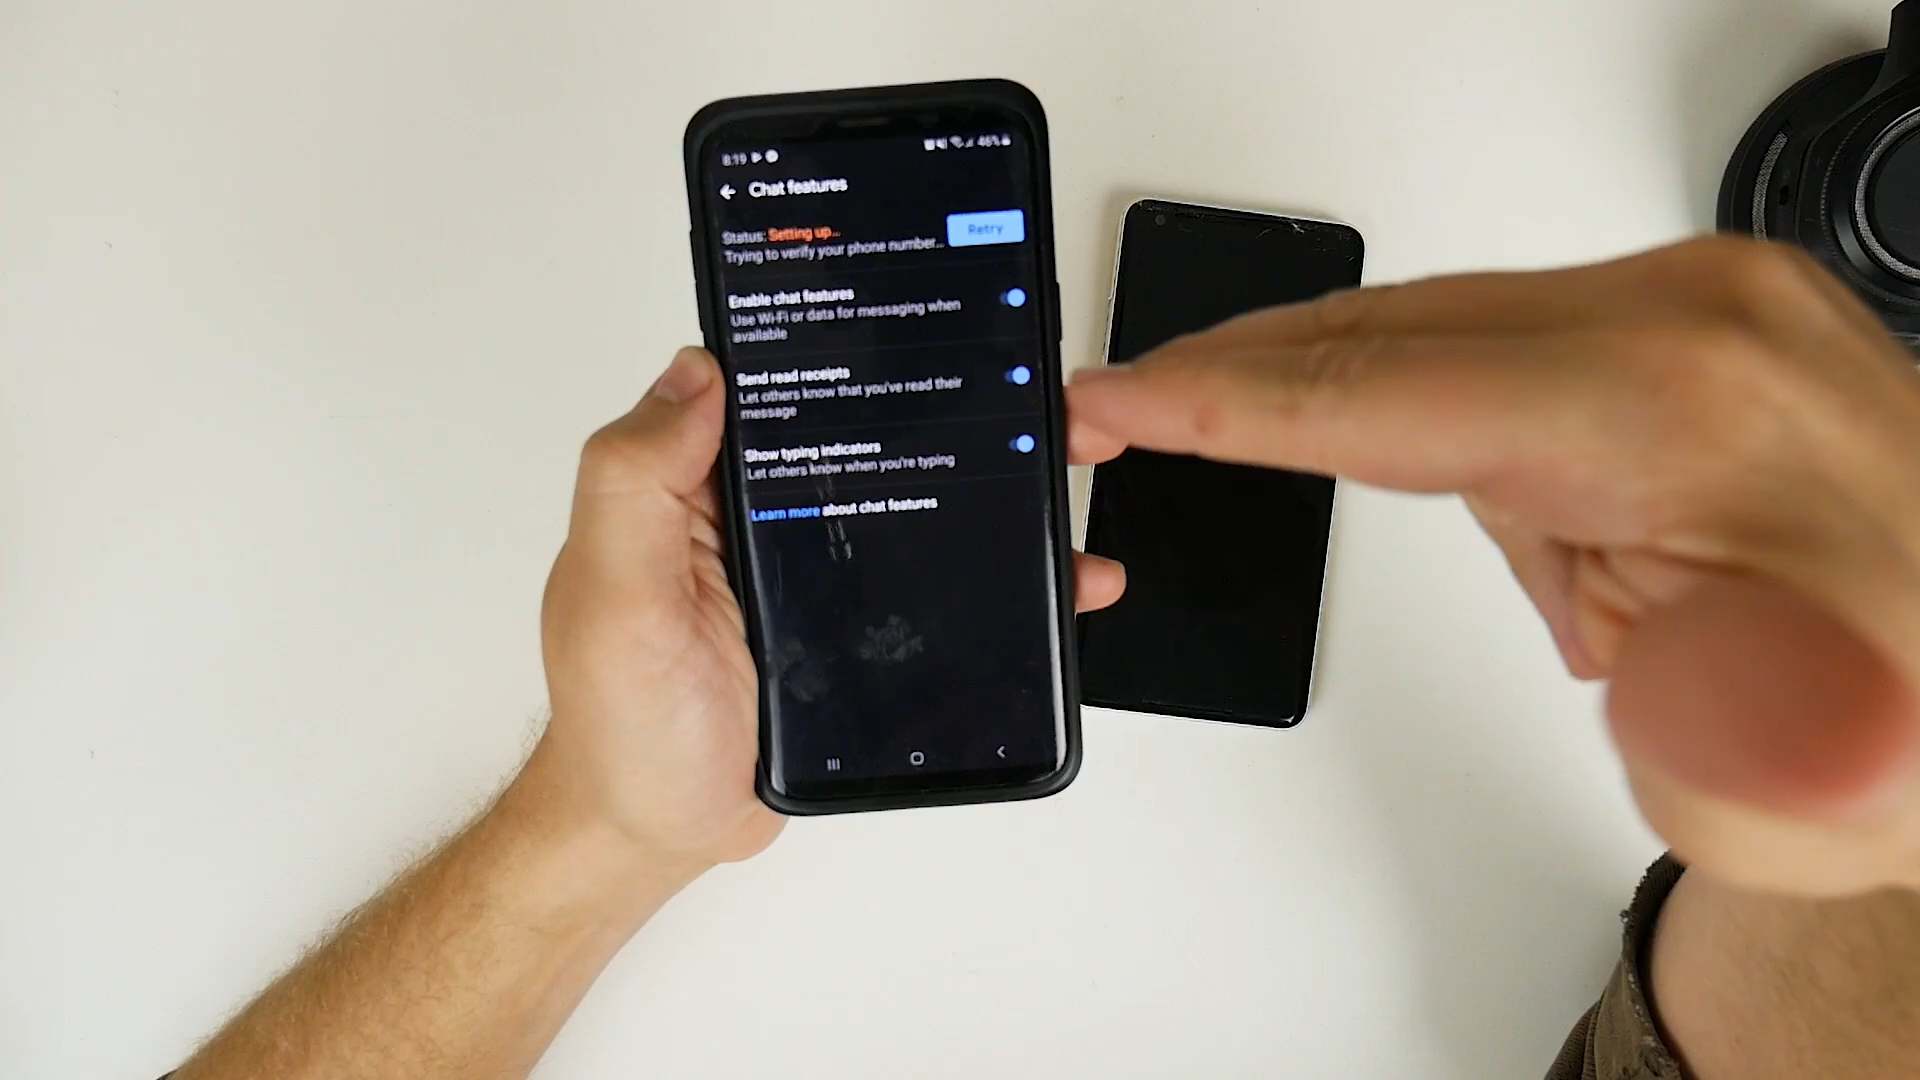 8:19 46%
Chat features
Status: Setting up...
Retry
Trying to verify your phone number...
Enable chat features
Use Wi-Fi or data for messaging when
available
Send read receipts
Let others know that you've read their
message
Show typing indicators
Let others know when you're typing
Learn more about chat features